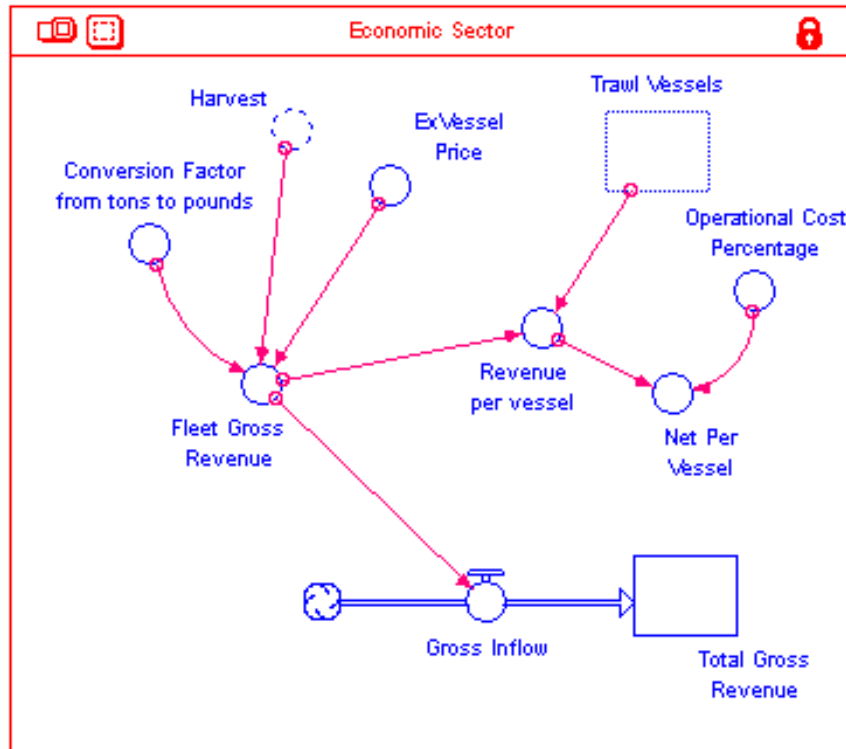 Economic Sector
Harvest
Trawl Vessels
ExVessel
Price
Conversion Factor
from tons to pounds
Operational Cost
Percentage
Revenue
per vessel
Fleet Gross
Revenue
Net Per
Vessel
Gross Inflow
Total Gross
Revenue